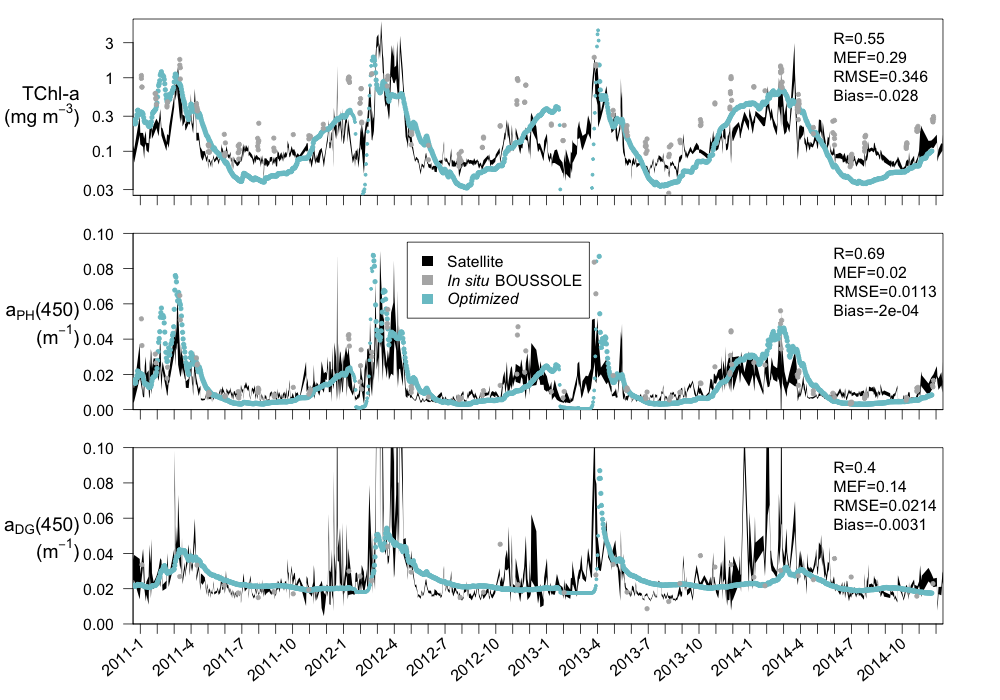 TChl-a
(mg m⁻³)
3
1
0.3
0.1
0.03
R=0.55
MEF=0.29
RMSE=0.346
Bias=-0.028
aPH(450)
(m⁻¹)
0.10
0.08
0.06
0.04
0.02
0.00
Satellite
In situ BOUSSOLE
Optimized
R=0.69
MEF=0.02
RMSE=0.0113
Bias=-2e-04
aDG(450)
(m⁻¹)
0.10
0.08
0.06
0.04
0.02
0.00
R=0.4
MEF=0.14
RMSE=0.0214
Bias=-0.0031
2011-1
2011-4
2011-7
2011-10
2012-1
2012-4
2012-7
2012-10
2013-1
2013-4
2013-7
2013-10
2014-1
2014-4
2014-7
2014-10